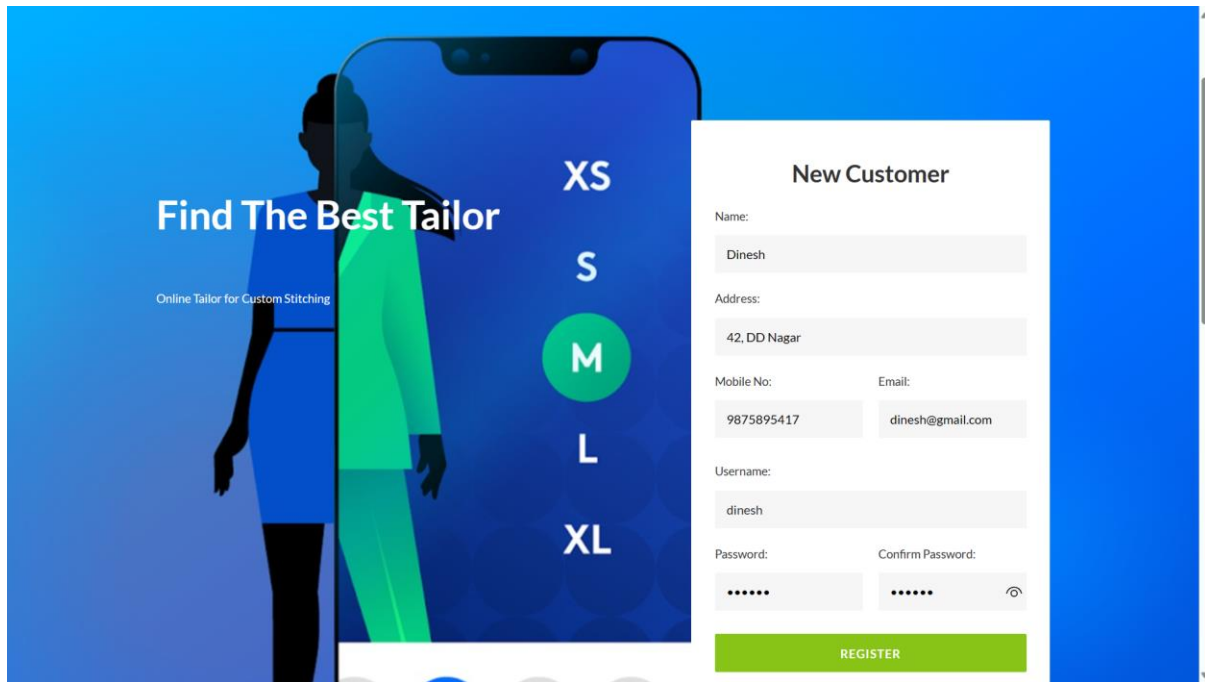 Find The Best Tailor
Online Tailor for Custom Stitching
XS
S
M
L
XL
New Customer
Name:
Dinesh
Address:
42, DD Nagar
Mobile No: Email:
9875895417 dinesh@gmail.com
Username:
dinesh
Password: Confirm Password:
•••••• ••••••
REGISTER